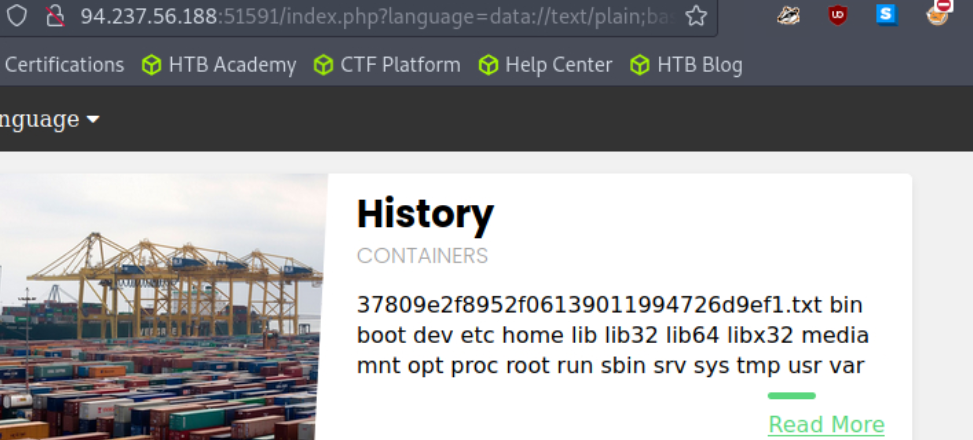 94.237.56.188:51591/index.php?language=data://text/plain;ba
Certifications HTB Academy CTF Platform Help Center HTB Blog
nguage
History
CONTAINERS
37809e2f8952f06139011994726d9ef1.txt bin
boot dev etc home lib lib32 lib64 libx32 media
mnt opt proc root run sbin srv sys tmp usr var
Read More